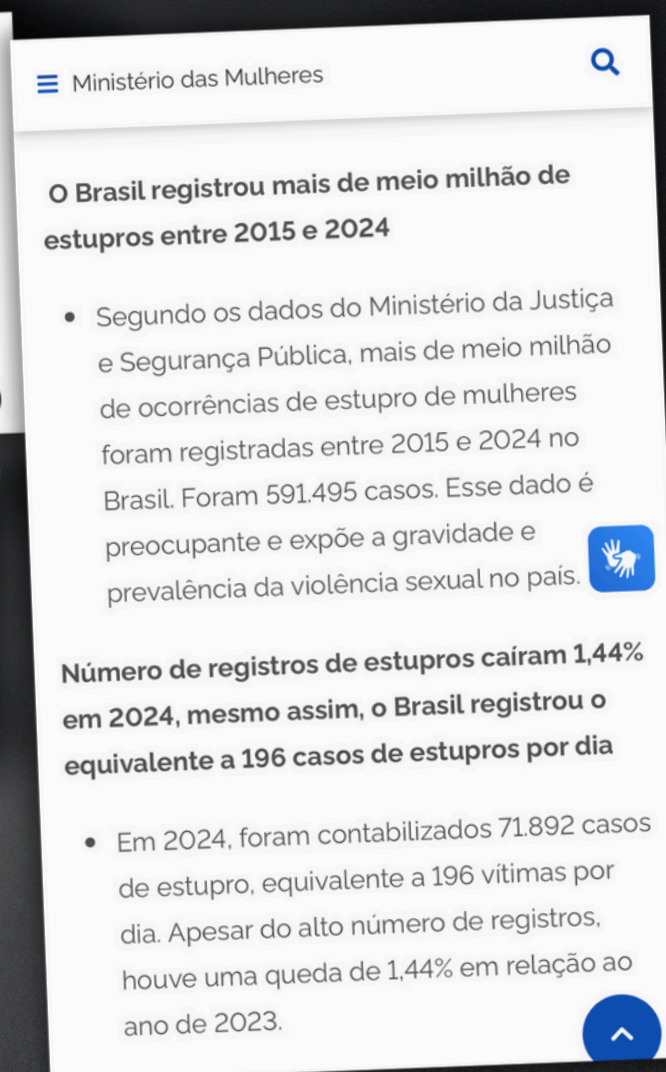 Ministério das Mulheres
O Brasil registrou mais de meio milhão de
estupros entre 2015 e 2024
• Segundo os dados do Ministério da Justiça
e Segurança Pública, mais de meio milhão
de ocorrências de estupro de mulheres
foram registradas entre 2015 e 2024 no
Brasil. Foram 591.495 casos. Esse dado é
preocupante e expõe a gravidade e
prevalência da violência sexual no país.
Número de registros de estupros caíram 1,44%
em 2024, mesmo assim, o Brasil registrou o
equivalente a 196 casos de estupros por dia
• Em 2024, foram contabilizados 71.892 casos
de estupro, equivalente a 196 vítimas por
dia. Apesar do alto número de registros,
houve uma queda de 1,44% em relação ao
ano de 2023.